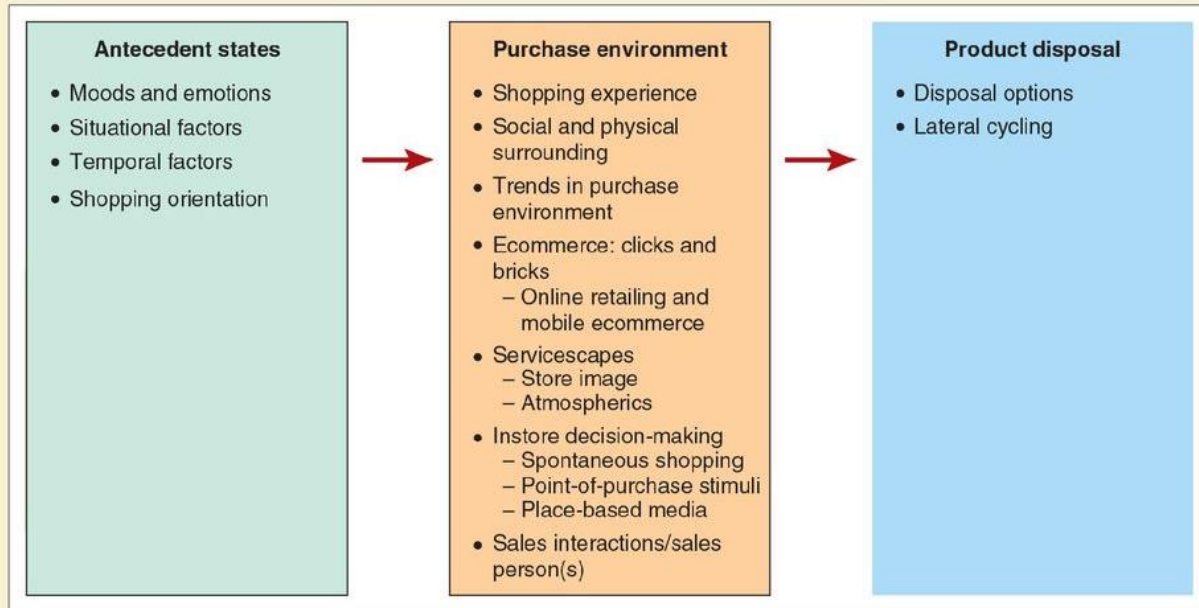 Antecedent states
• Moods and emotions
• Situational factors
• Temporal factors
• Shopping orientation
Purchase environment
• Shopping experience
• Social and physical
surrounding
• Trends in purchase
environment
• Ecommerce: clicks and
bricks
– Online retailing and
mobile ecommerce
• Servicescapes
– Store image
– Atmospherics
• Instore decision-making
– Spontaneous shopping
– Point-of-purchase stimuli
– Place-based media
• Sales interactions/sales
person(s)
Product disposal
• Disposal options
• Lateral cycling